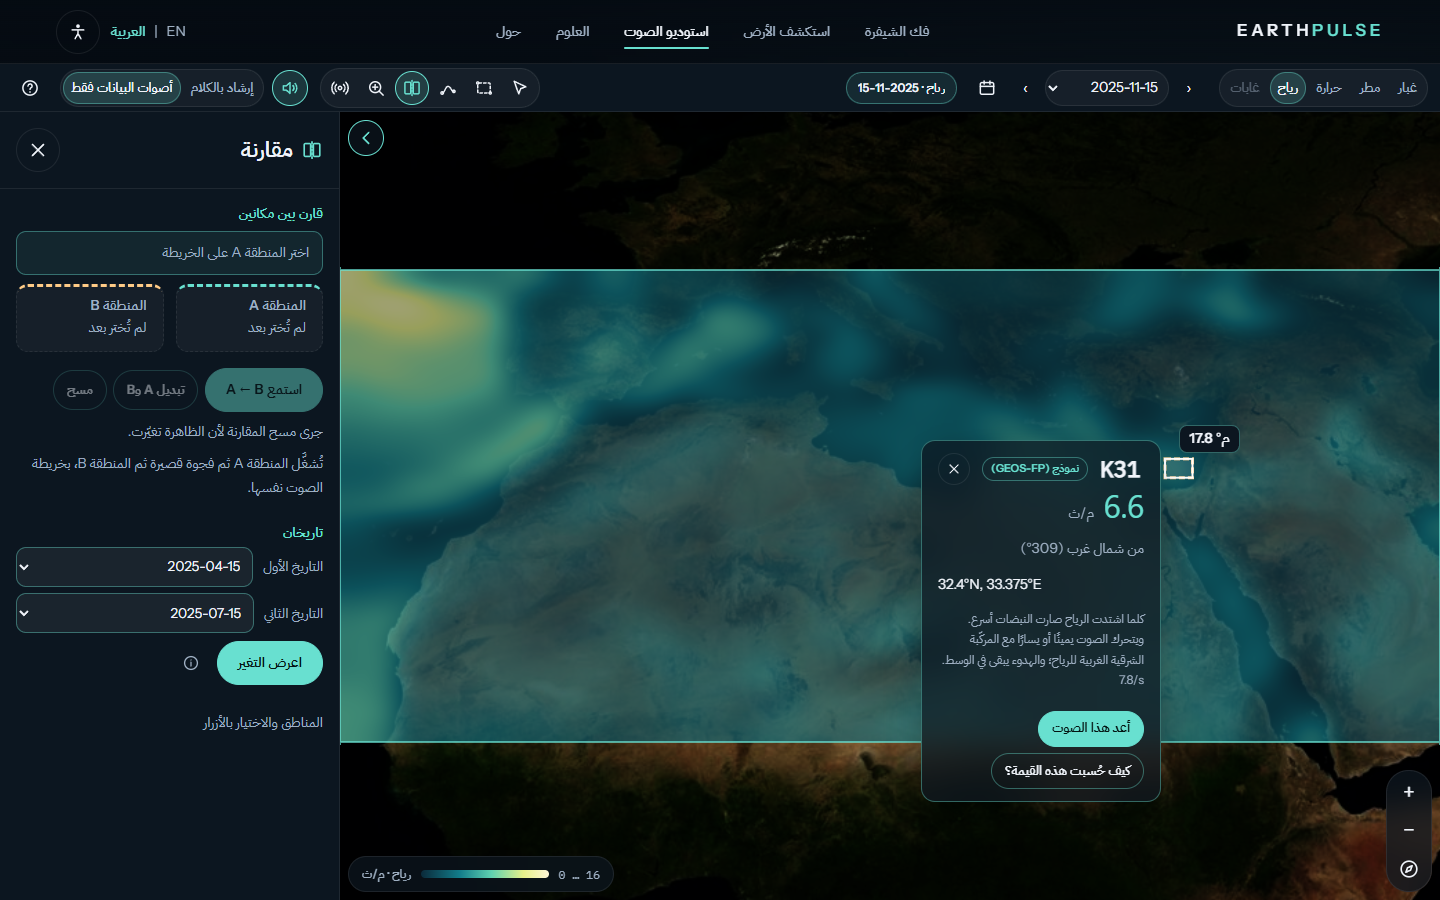 EARTHPULSE
فك الشيفرة
استكشف الأرض
استوديو الصوت
العلوم
حول
العربية | EN
غبار
مطر
حرارة
رياح
غابات
2025-11-15
رياح · 2025-11-15
إرشاد بالكلام
أصوات البيانات فقط
مقارنة
قارن بين مكانين
اختر المنطقة A على الخريطة
المنطقة A
لم تُختر بعد
المنطقة B
لم تُختر بعد
استمع A ← B
تبديل A وB
مسح
جرى مسح المقارنة لأن الظاهرة تغيّرت.
تُشغَّل المنطقة A ثم فجوة قصيرة ثم المنطقة B، بخريطة
الصوت نفسها.
تاريخان
التاريخ الأول
2025-04-15
التاريخ الثاني
2025-07-15
اعرض التغير
المناطق والاختيار بالأزرار
17.8 °م
K31
نموذج (GEOS-FP)
6.6 م/ث
من شمال غرب (309°)
32.4°N, 33.375°E
كلما اشتدت الرياح صارت النبضات أسرع.
ويتحرك الصوت يمينًا أو يسارًا مع المركّبة
الشرقية الغربية للرياح؛ والهدوء يبقى في الوسط.
7.8/s
أعد هذا الصوت
كيف حُسبت هذه القيمة؟
رياح · م/ث
0 … 16